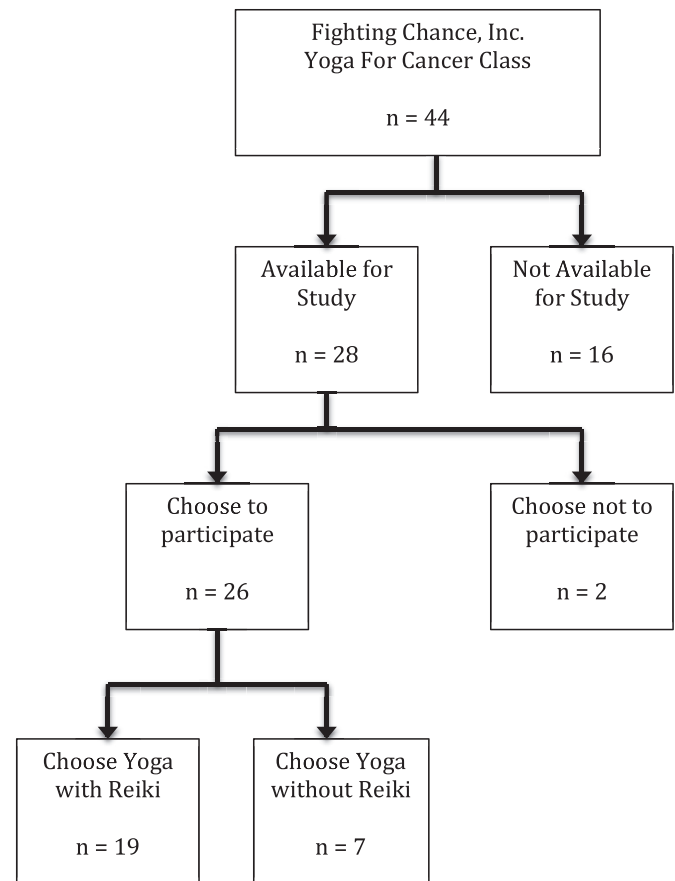 Fighting Chance, Inc.
Yoga For Cancer Class
n = 44
Available for
Study
n = 28
Not Available
for Study
n = 16
Choose to
participate
n = 26
Choose not to
participate
n = 2
Choose Yoga
with Reiki
n = 19
Choose Yoga
without Reiki
n = 7